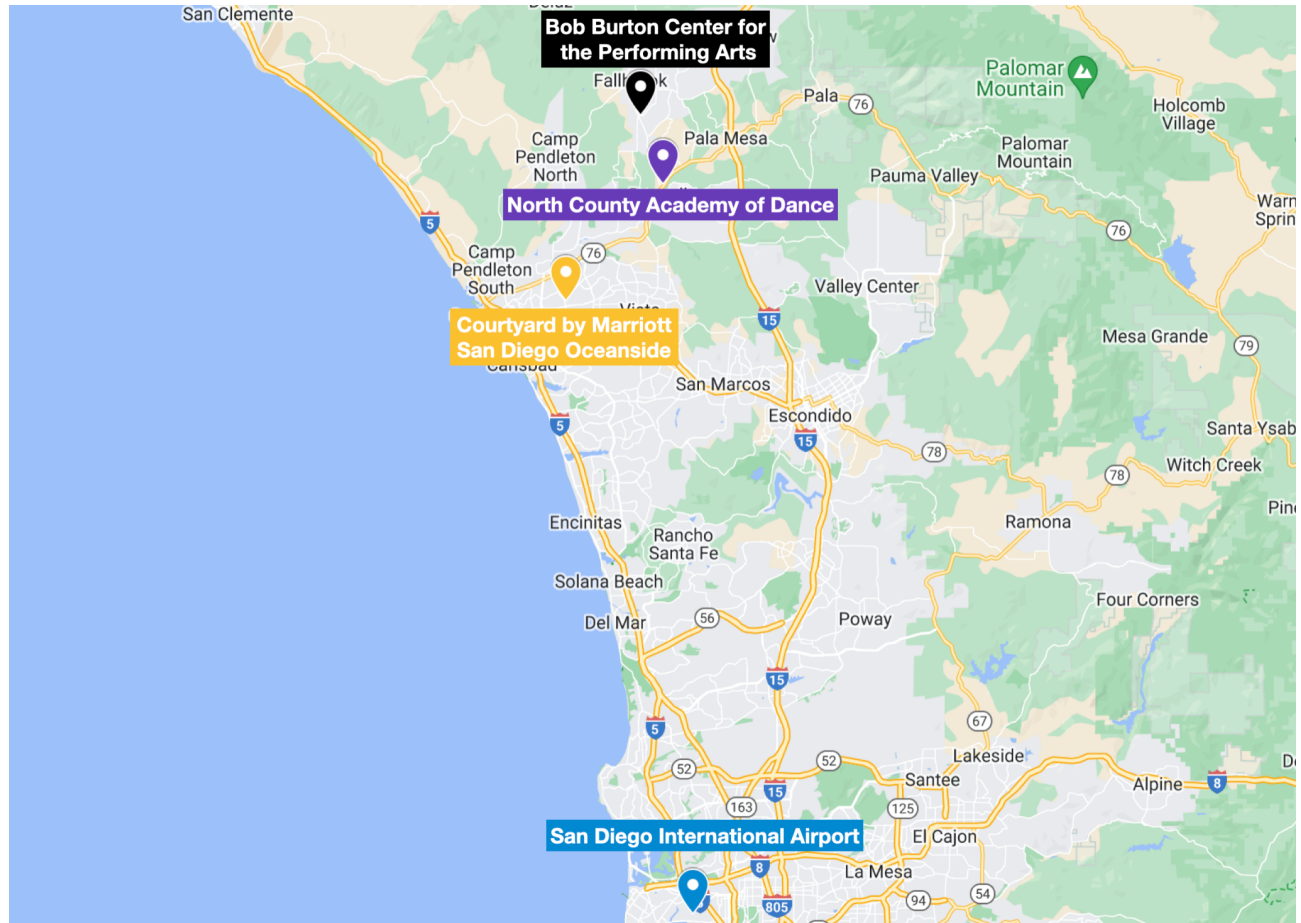 San Clemente
Bob Burton Center for
the Performing Arts
Pala
76
Palomar
Mountain
Holcomb
Village
Camp
Pendleton
North
Pala Mesa
Palomar
Mountain
Pauma Valley
North County Academy of Dance
5
76
76
Camp
Pendleton
South
Valley Center
15
Courtyard by Marriott
San Diego Oceanside
Mesa Grande
79
Carlsbad
San Marcos
Escondido
5
15
78
Witch Creek
78
Encinitas
Ramona
Rancho
Santa Fe
Solana Beach
Four Corners
Del Mar
56
Poway
15
67
5
Lakeside
52
52
Santee
Alpine
8
15
163
125
San Diego International Airport
El Cajon
8
La Mesa
54
94
805